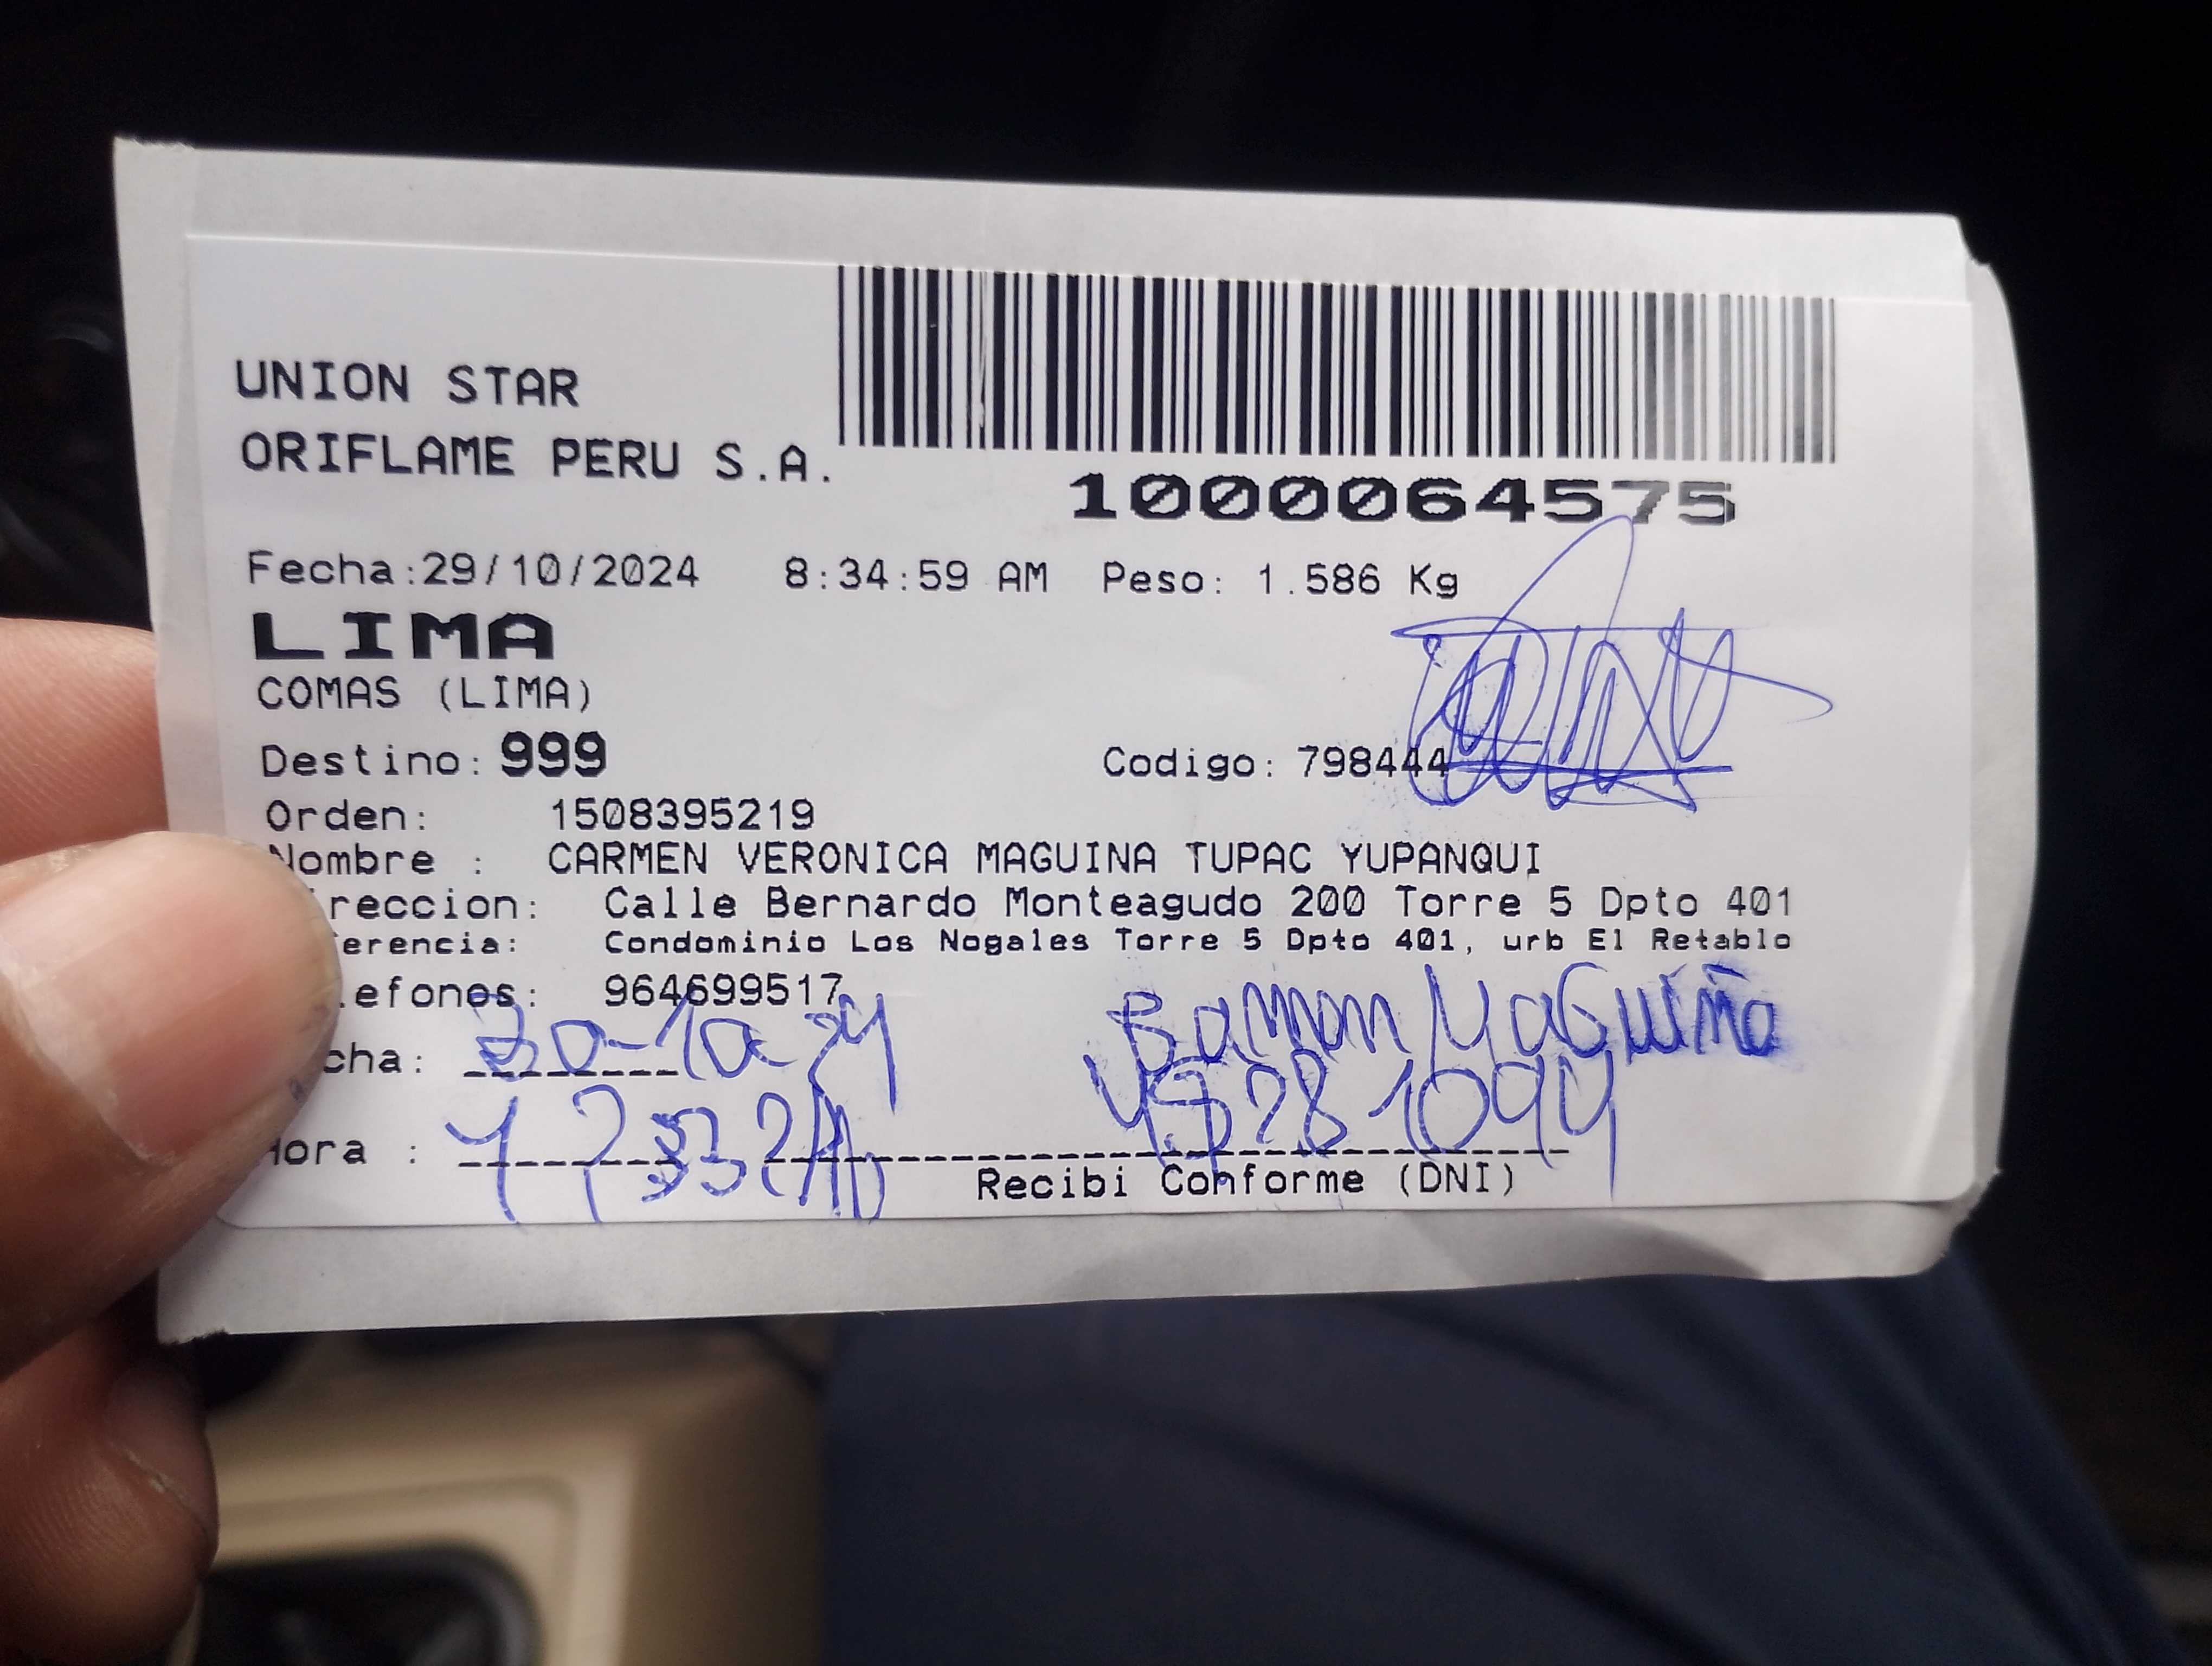 UNION STAR
ORIFLAME PERU S.A.
1000064575
Fecha:29/10/2024 8:34:59 AM Peso: 1.586 Kg
LIMA
COMAS (LIMA)
Destino: 999 Codigo: 798444
Orden: 1508395219
Nombre : CARMEN VERONICA MAGUINA TUPAC YUPANQUI
reccion: Calle Bernardo Monteagudo 200 Torre 5 Dpto 401
erencia: Condominio Los Nogales Torre 5 Dpto 401, urb El Retablo
lefones: 964699517
cha: 30-10-24 Maguiña
Hora :
Recibi Conforme (DNI)